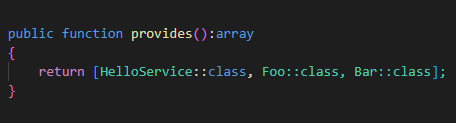 public function provides():array
{
    return [HelloService::class, Foo::class, Bar::class];
}